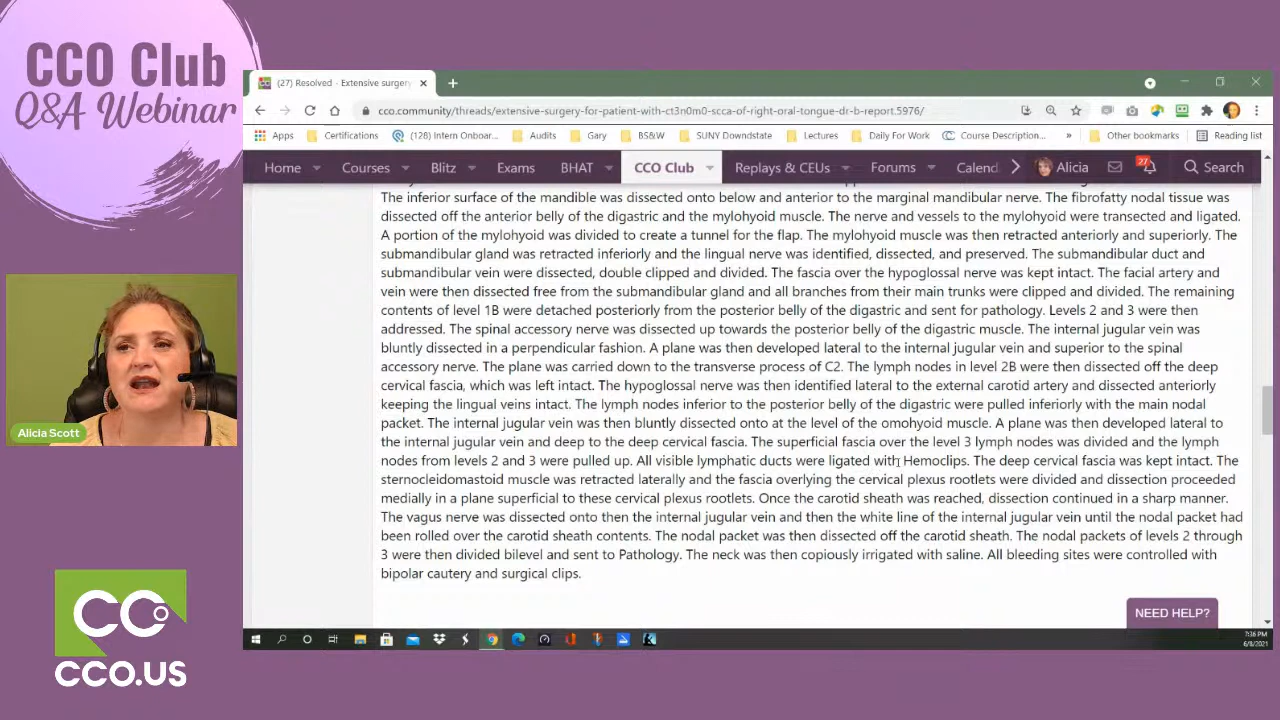 CCO Club
Q&A Webinar
(27) Resolved - Extensive surgery
cco.community/threads/extensive-surgery-for-patient-with-ct3n0m0-scca-of-right-oral-tongue-dr-b-report.5976/
Apps Certifications (128) Intern Onboar... Audits Gary BS&W SUNY Downstate Lectures Daily For Work Course Description... » Other bookmarks Reading list
Home Courses Blitz Exams BHAT CCO Club Replays & CEUs Forums Calend Alicia 27 Search
The inferior surface of the mandible was dissected onto below and anterior to the marginal mandibular nerve. The fibrofatty nodal tissue was
dissected off the anterior belly of the digastric and the mylohyoid muscle. The nerve and vessels to the mylohyoid were transected and ligated.
A portion of the mylohyoid was divided to create a tunnel for the flap. The mylohyoid muscle was then retracted anteriorly and superiorly. The
submandibular gland was retracted inferiorly and the lingual nerve was identified, dissected, and preserved. The submandibular duct and
submandibular vein were dissected, double clipped and divided. The fascia over the hypoglossal nerve was kept intact. The facial artery and
vein were then dissected free from the submandibular gland and all branches from their main trunks were clipped and divided. The remaining
contents of level 1B were detached posteriorly from the posterior belly of the digastric and sent for pathology. Levels 2 and 3 were then
addressed. The spinal accessory nerve was dissected up towards the posterior belly of the digastric muscle. The internal jugular vein was
bluntly dissected in a perpendicular fashion. A plane was then developed lateral to the internal jugular vein and superior to the spinal
accessory nerve. The plane was carried down to the transverse process of C2. The lymph nodes in level 2B were then dissected off the deep
cervical fascia, which was left intact. The hypoglossal nerve was then identified lateral to the external carotid artery and dissected anteriorly
keeping the lingual veins intact. The lymph nodes inferior to the posterior belly of the digastric were pulled inferiorly with the main nodal
packet. The internal jugular vein was then bluntly dissected onto at the level of the omohyoid muscle. A plane was then developed lateral to
the internal jugular vein and deep to the deep cervical fascia. The superficial fascia over the level 3 lymph nodes was divided and the lymph
nodes from levels 2 and 3 were pulled up. All visible lymphatic ducts were ligated with Hemoclips. The deep cervical fascia was kept intact. The
sternocleidomastoid muscle was retracted laterally and the fascia overlying the cervical plexus rootlets were divided and dissection proceeded
medially in a plane superficial to these cervical plexus rootlets. Once the carotid sheath was reached, dissection continued in a sharp manner.
The vagus nerve was dissected onto then the internal jugular vein and then the white line of the internal jugular vein until the nodal packet had
been rolled over the carotid sheath contents. The nodal packet was then dissected off the carotid sheath. The nodal packets of levels 2 through
3 were then divided bilevel and sent to Pathology. The neck was then copiously irrigated with saline. All bleeding sites were controlled with
bipolar cautery and surgical clips.
NEED HELP?
7:36 PM
6/8/2021
Alicia Scott
CCO
CCO.US